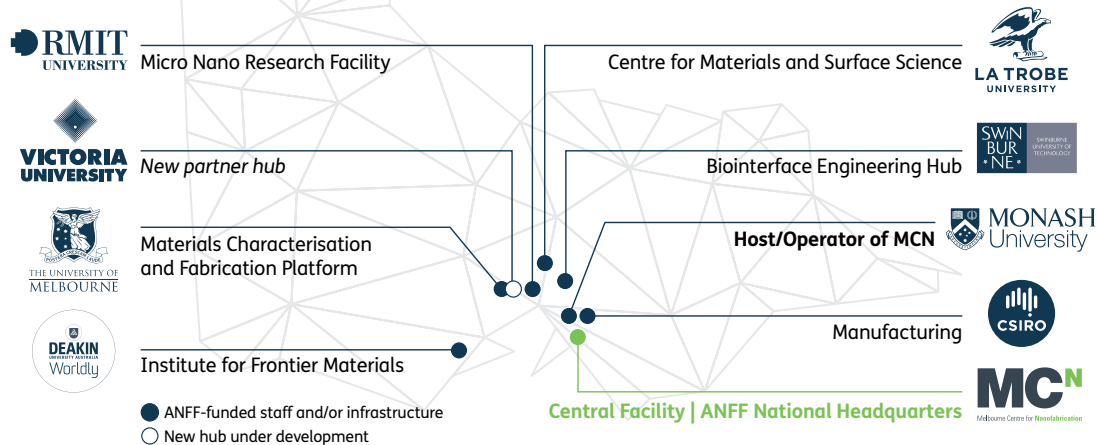 RMIT
UNIVERSITY
Micro Nano Research Facility
VICTORIA
UNIVERSITY
New partner hub
THE UNIVERSITY OF
MELBOURNE
Materials Characterisation
and Fabrication Platform
DEAKIN
UNIVERSITY AUSTRALIA
Worldly
Institute for Frontier Materials
ANFF-funded staff and/or infrastructure
New hub under development
Centre for Materials and Surface Science
LA TROBE
UNIVERSITY
Biointerface Engineering Hub
SWIN
BUR
NE
SWINBURNE
UNIVERSITY OF
TECHNOLOGY
Host/Operator of MCN
MONASH
University
Manufacturing
CSIRO
Central Facility | ANFF National Headquarters
MCN
Melbourne Centre for Nanofabrication